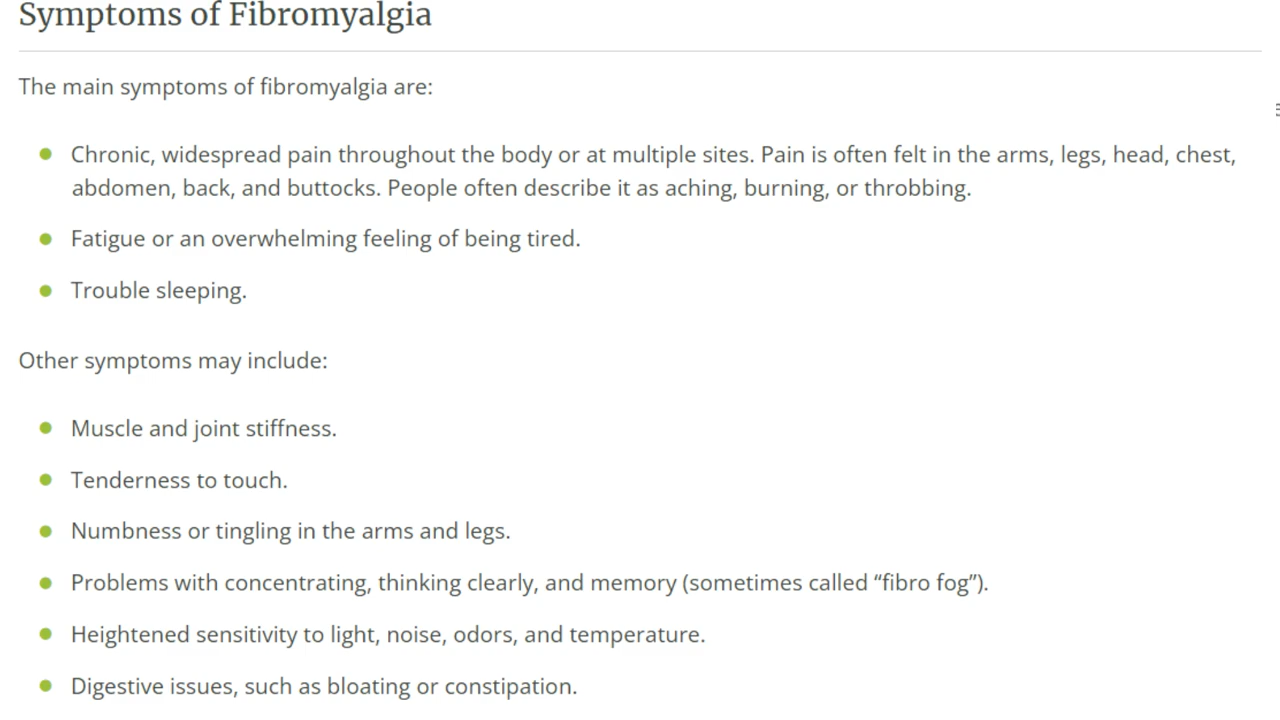 Symptoms of Fibromyalgia
The main symptoms of fibromyalgia are:
Chronic, widespread pain throughout the body or at multiple sites. Pain is often felt in the arms, legs, head, chest,
abdomen, back, and buttocks. People often describe it as aching, burning, or throbbing.
Fatigue or an overwhelming feeling of being tired.
Trouble sleeping.
Other symptoms may include:
Muscle and joint stiffness.
Tenderness to touch.
Numbness or tingling in the arms and legs.
Problems with concentrating, thinking clearly, and memory (sometimes called “fibro fog”).
Heightened sensitivity to light, noise, odors, and temperature.
Digestive issues, such as bloating or constipation.